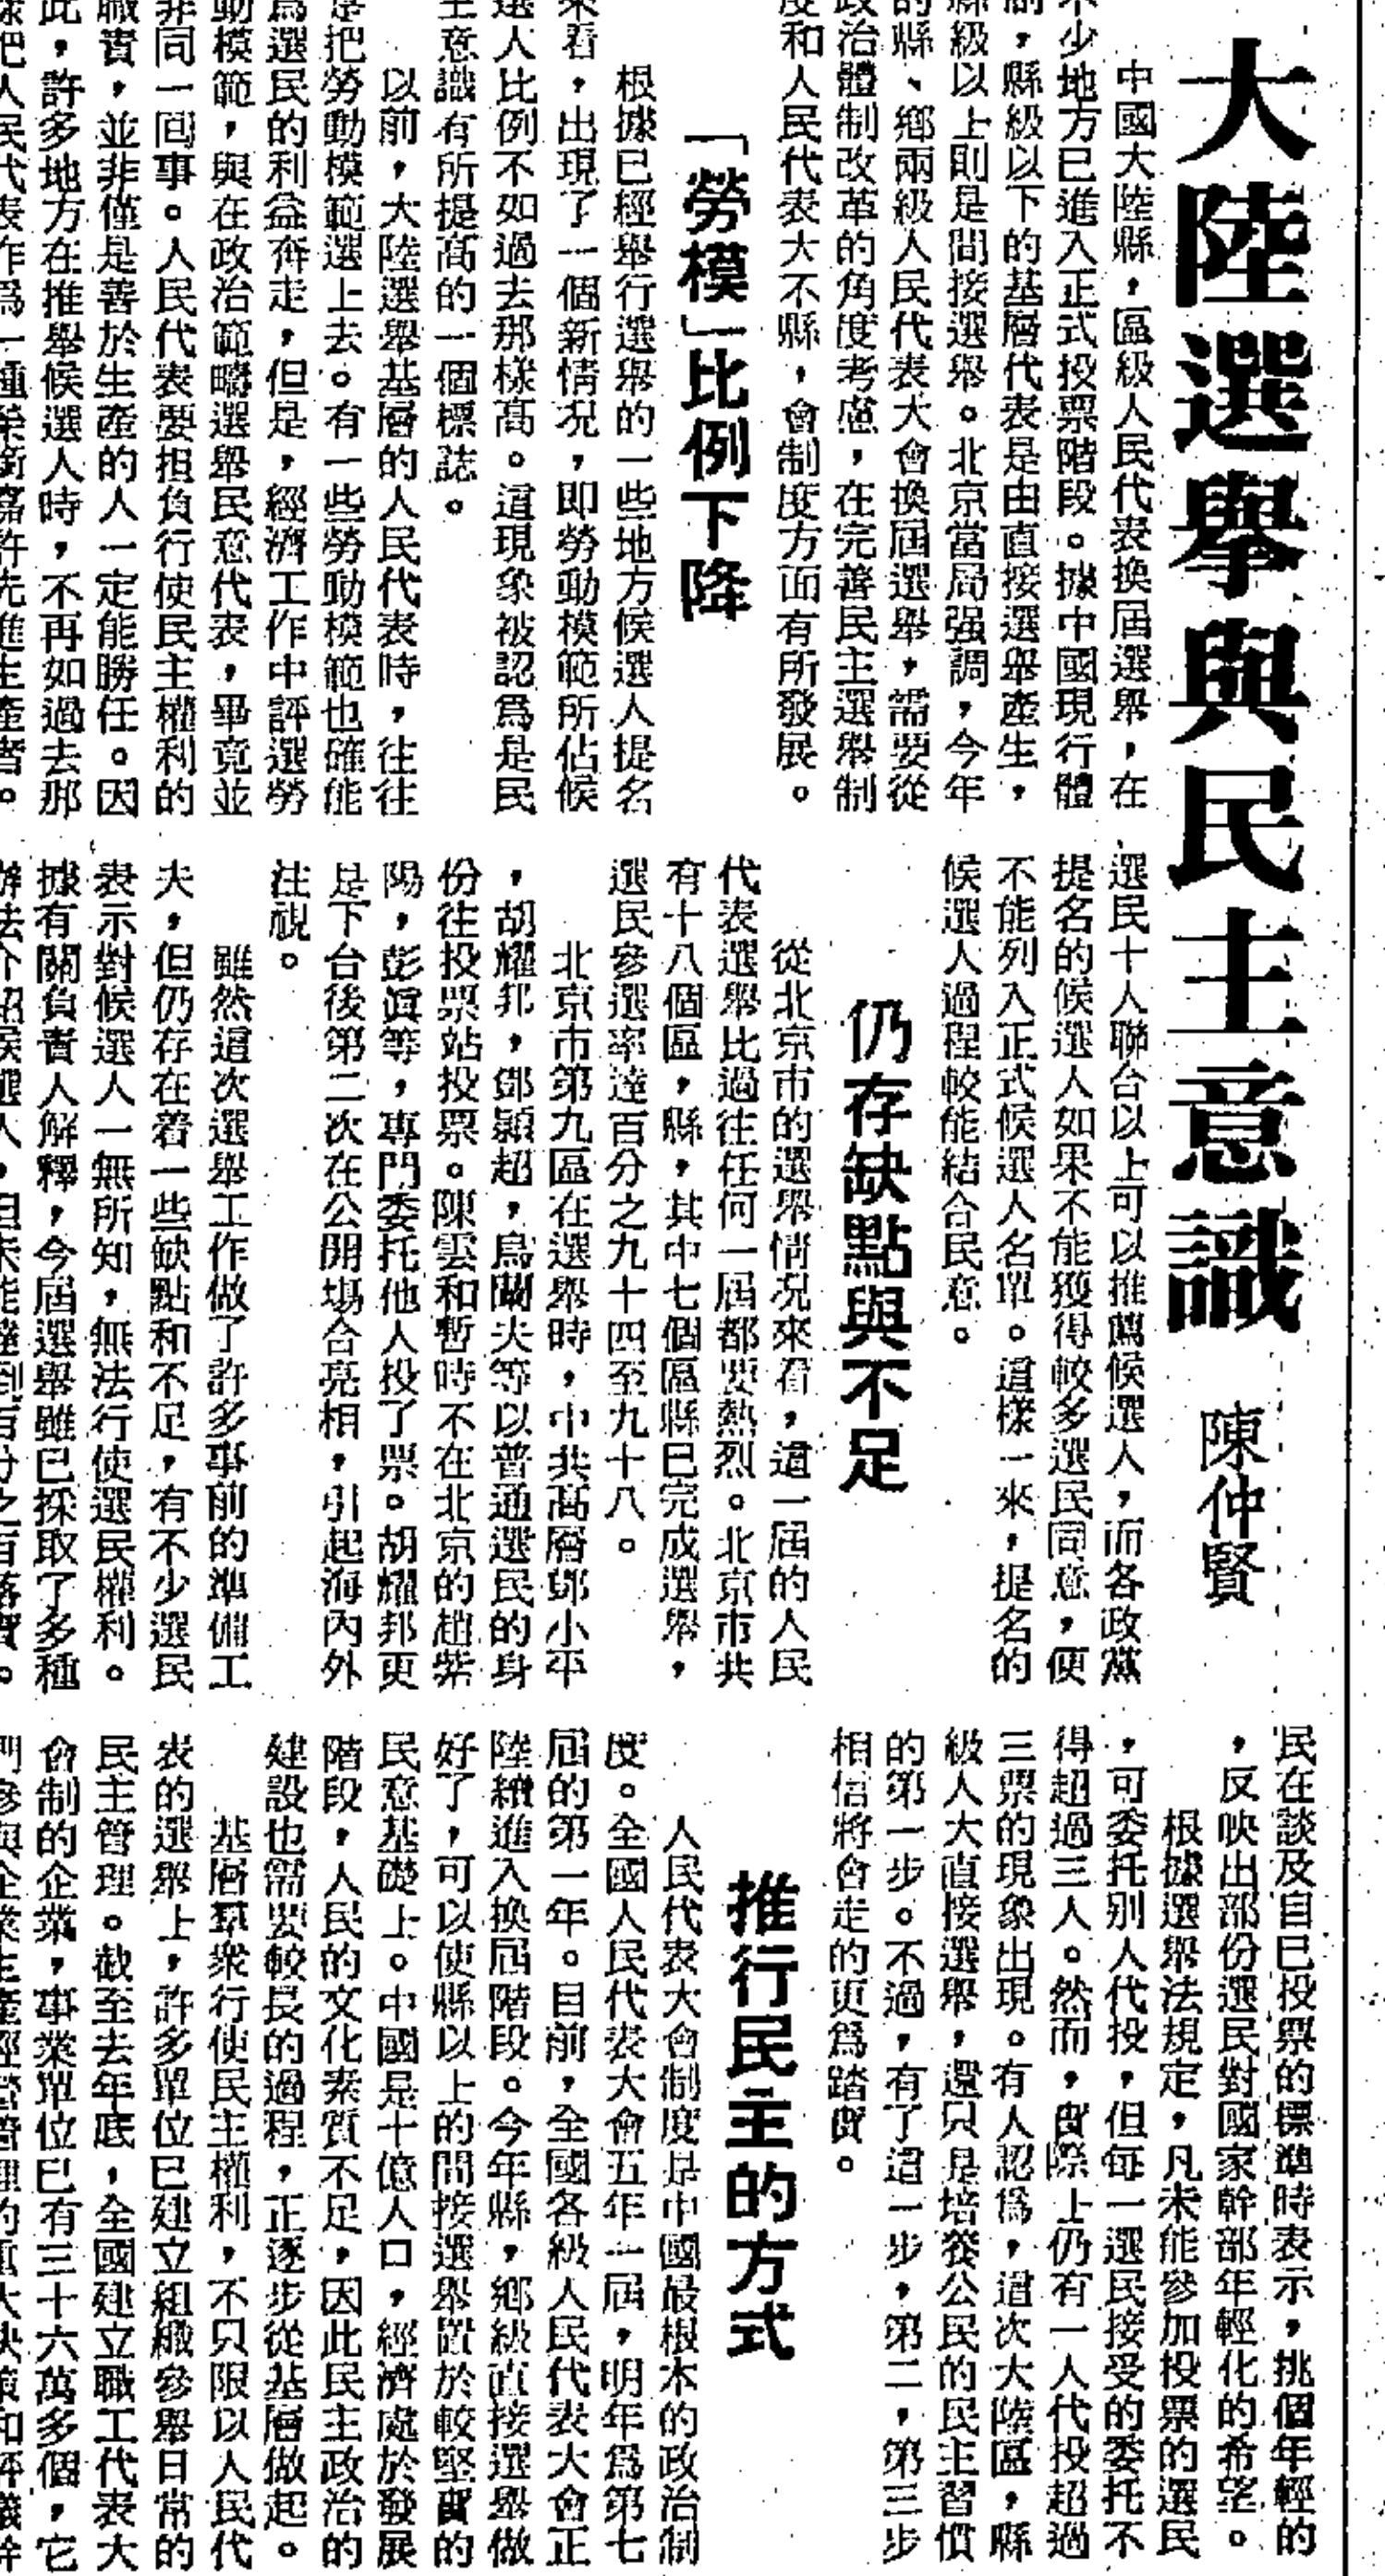 大陸選舉與民主意識
陳仲賢
中國大陸縣，區級人民代表換屆選舉，在
不少地方已進入正式投票階段。據中國現行體
制，縣級以下的基層代表是由直接選舉產生，
縣級以上則是間接選舉。北京當局强調，今年
的縣、鄉兩級人民代表大會換屆選舉，需要從
政治體制改革的角度考慮，在完善民主選舉制
度和人民代表大不縣，會制度方面有所發展。
「勞模」比例下降
根據已經舉行選舉的一些地方候選人提名
來看，出現了一個新情況，即勞動模範所佔候
選人比例不如過去那樣高。這現象被認爲是民
主意識有所提高的一個標誌。
以前，大陸選舉基層的人民代表時，往往
是把勞動模範選上去。有一些勞動模範也確能
爲選民的利益奔走，但是，經濟工作中評選勞
動模範，與在政治範疇選舉民意代表，畢竟並
非同一回事。人民代表要担負行使民主權利的
職責，並非僅是善於生產的人一定能勝任。因
此，許多地方在推舉候選人時，不再如過去那
樣把人民代表作爲一種榮銜嘉許先進生產者。
選民十人聯合以上可以推薦候選人，而各政黨
提名的候選人如果不能獲得較多選民同意，便
不能列入正式候選人名單。這樣一來，提名的
候選人過程較能結合民意。
仍存缺點與不足
從北京市的選舉情况來看，這一屆的人民
代表選舉比過往任何一屆都要熱烈。北京市共
有十八個區，縣，其中七個區縣已完成選舉，
選民參選率達百分之九十四至九十八。
北京市第九區在選舉時，中共高層鄧小平
，胡耀邦，鄧穎超，烏蘭夫等以普通選民的身
份往投票站投票。陳雲和暫時不在北京的趙紫
陽，彭眞等，專門委托他人投了票。胡耀邦更
是下台後第二次在公開場合亮相，引起海內外
注視。
雖然這次選舉工作做了許多事前的準備工
夫，但仍存在着一些缺點和不足，有不少選民
表示對候選人一無所知，無法行使選民權利。
據有關負責人解釋，今屆選舉雖已採取了多種
辦法介紹候選人，但未能達到百分之百落實。
民在談及自已投票的標準時表示，挑個年輕的
，反映出部份選民對國家幹部年輕化的希望。
根據選舉法規定，凡未能參加投票的選民
，可委托別人代投，但每一選民接受的委托不
得超過三人。然而，實際上仍有一人代投超過
三票的現象出現。有人認爲，這次大陸區，縣
級人大直接選舉，還只是培養公民的民主習慣
的第一步。不過，有了這一步，第二，第三步
相信將會走的更爲踏實。
推行民主的方式
人民代表大會制度是中國最根本的政治制
度。全國人民代表大會五年一屆，明年爲第七
屆的第一年。目前，全國各級人民代表大會正
陸續進入換屆階段。今年縣，鄉級直接選舉做
好了，可以使縣以上的間接選舉置於較堅實的
民意基礎上。中國是十億人口，經濟處於發展
階段，人民的文化素質不足，因此民主政治的
建設也需要較長的過程，正逐步從基層做起。
基層羣衆行使民主權利，不只限以人民代
表的選舉上，許多單位已建立組織參舉日常的
民主管理。截至去年底，全國建立職工代表大
會制的企業，事業單位已有三十六萬多個，它
們參與企業生產經營管理的重大決策和評議幹